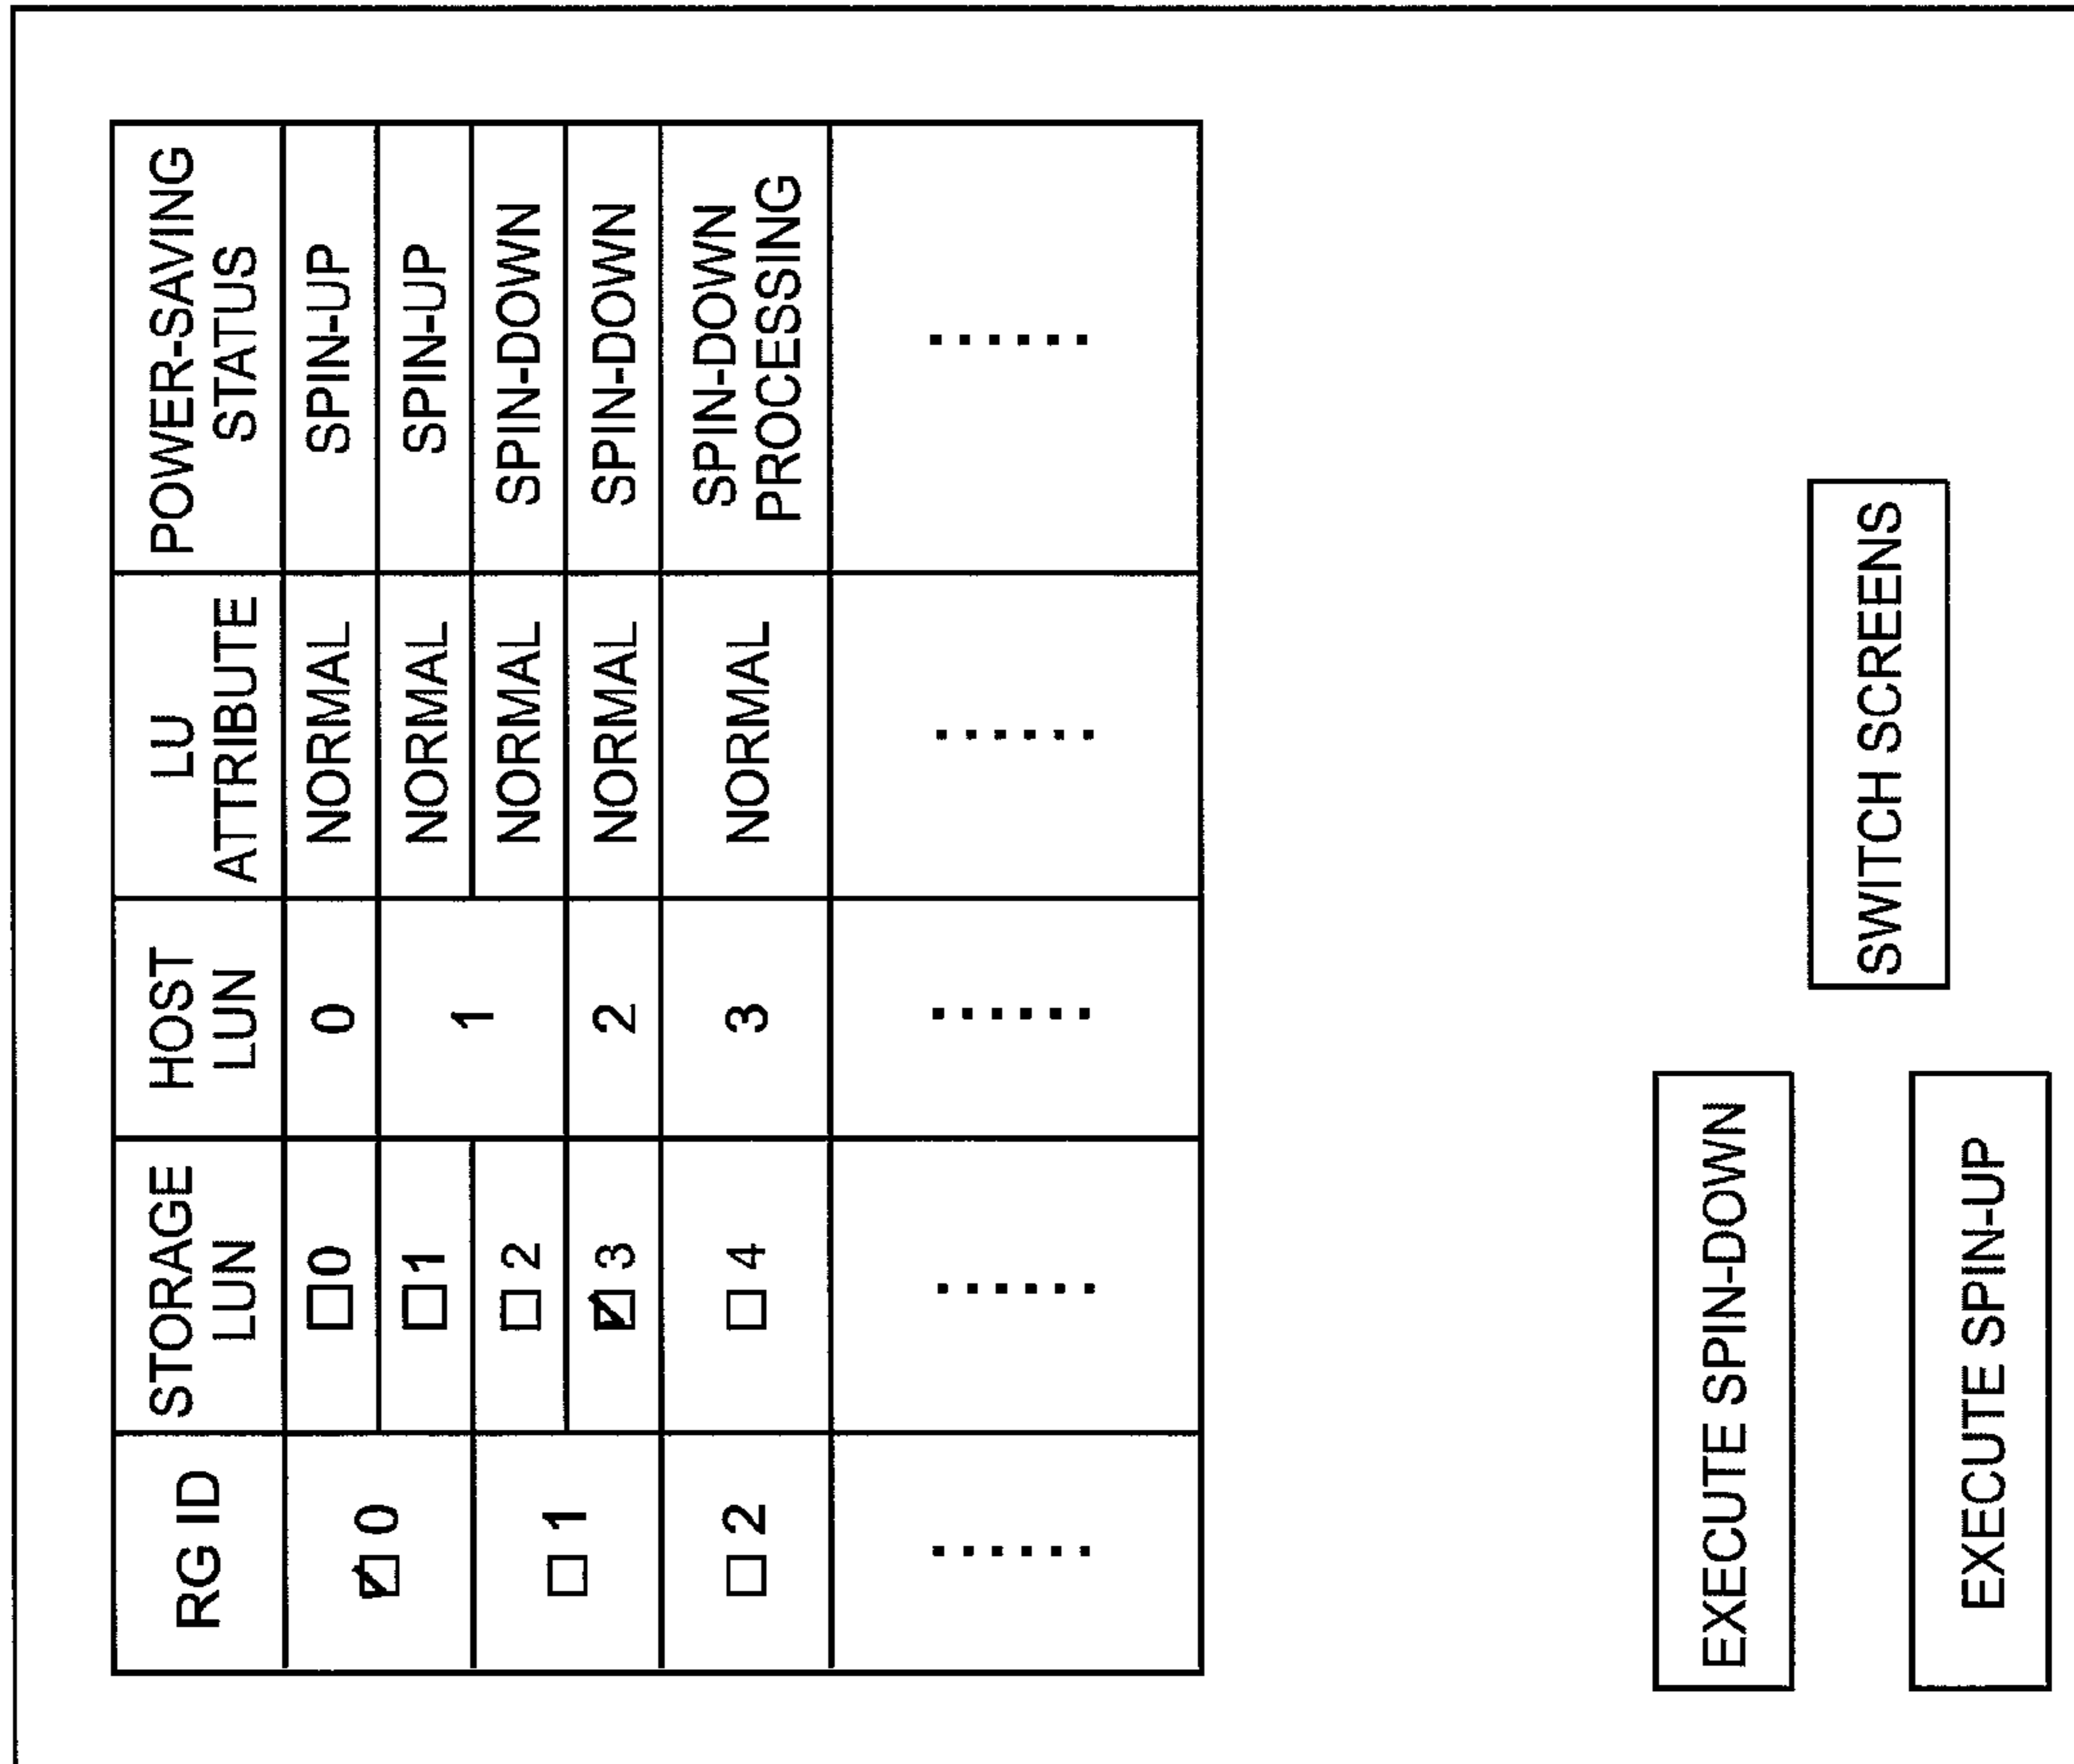 RG ID STORAGE LUN HOST LUN LU ATTRIBUTE POWER-SAVING STATUS
☑ 0 ☐ 0 0 NORMAL SPIN-UP
☐ 1 1 NORMAL SPIN-UP
☐ 1 ☐ 2 NORMAL SPIN-DOWN
☑ 3 2 NORMAL SPIN-DOWN
☐ 2 ☐ 4 3 NORMAL SPIN-DOWN PROCESSING
...... ...... ...... ...... ......
EXECUTE SPIN-DOWN
SWITCH SCREENS
EXECUTE SPIN-UP